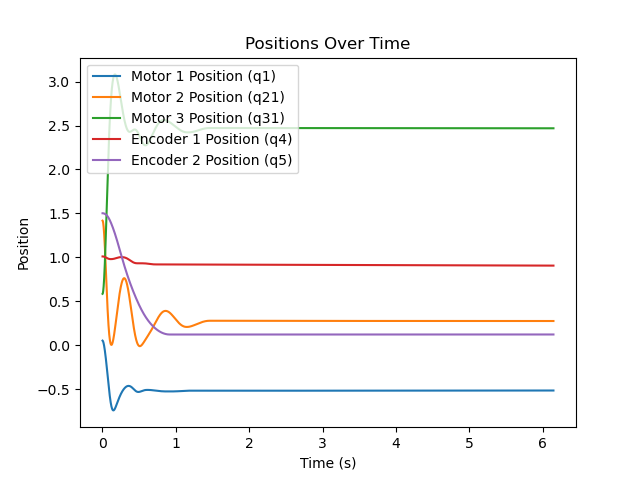 Positions Over Time
Motor 1 Position (q1)
Motor 2 Position (q21)
Motor 3 Position (q31)
Encoder 1 Position (q4)
Encoder 2 Position (q5)
3.0
2.5
2.0
1.5
1.0
0.5
0.0
−0.5
Position
0 1 2 3 4 5 6
Time (s)